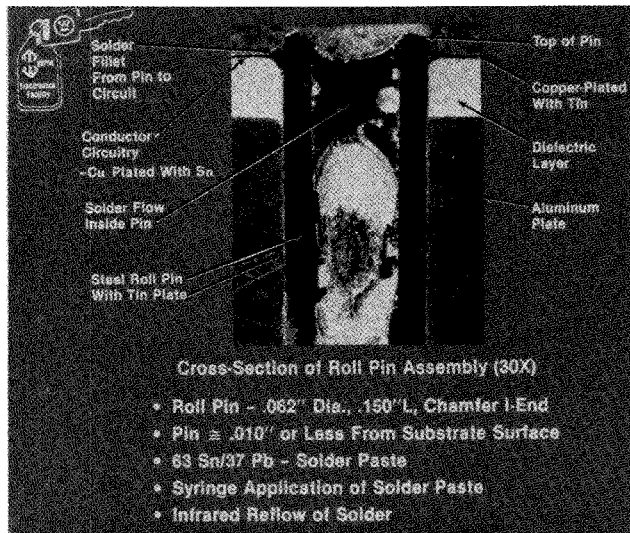 Solder
Fillet
From Pin to
Circuit
Conductor
Circuitry
-Cu Plated With Sn
Solder Flow
Inside Pin
Steel Roll Pin
With Tin Plate
Top of Pin
Copper-Plated
With Tin
Dielectric
Layer
Aluminum
Plate
Cross-Section of Roll Pin Assembly (30X)
• Roll Pin – .062" Dia., .150"L, Chamfer I-End
• Pin ≅ .010" or Less From Substrate Surface
• 63 Sn/37 Pb – Solder Paste
• Syringe Application of Solder Paste
• Infrared Reflow of Solder